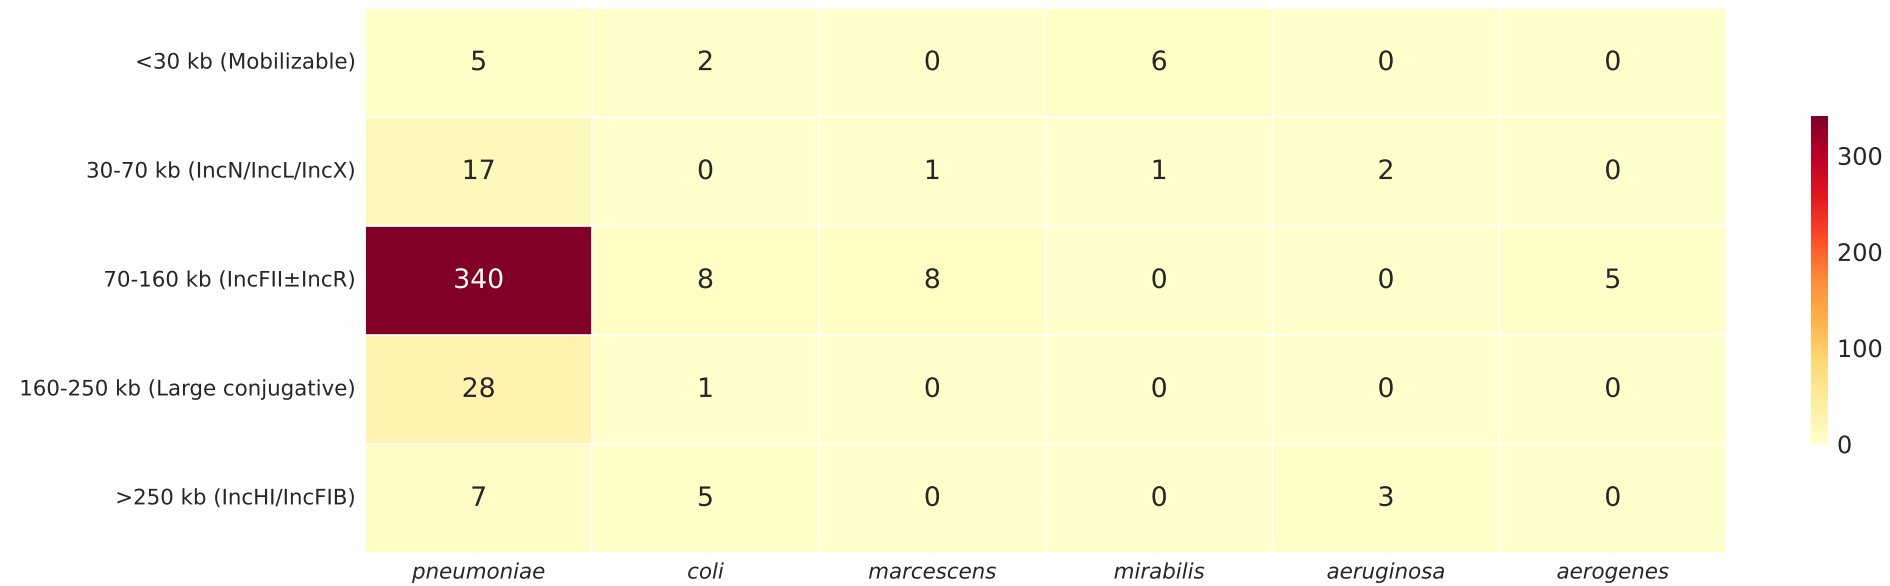 <30 kb (Mobilizable) 5 2 0 6 0 0
30-70 kb (IncN/IncL/IncX) 17 0 1 1 2 0
70-160 kb (IncFII±IncR) 340 8 8 0 0 5
160-250 kb (Large conjugative) 28 1 0 0 0 0
>250 kb (IncHI/IncFIB) 7 5 0 0 3 0
pneumoniae coli marcescens mirabilis aeruginosa aerogenes
300
200
100
0